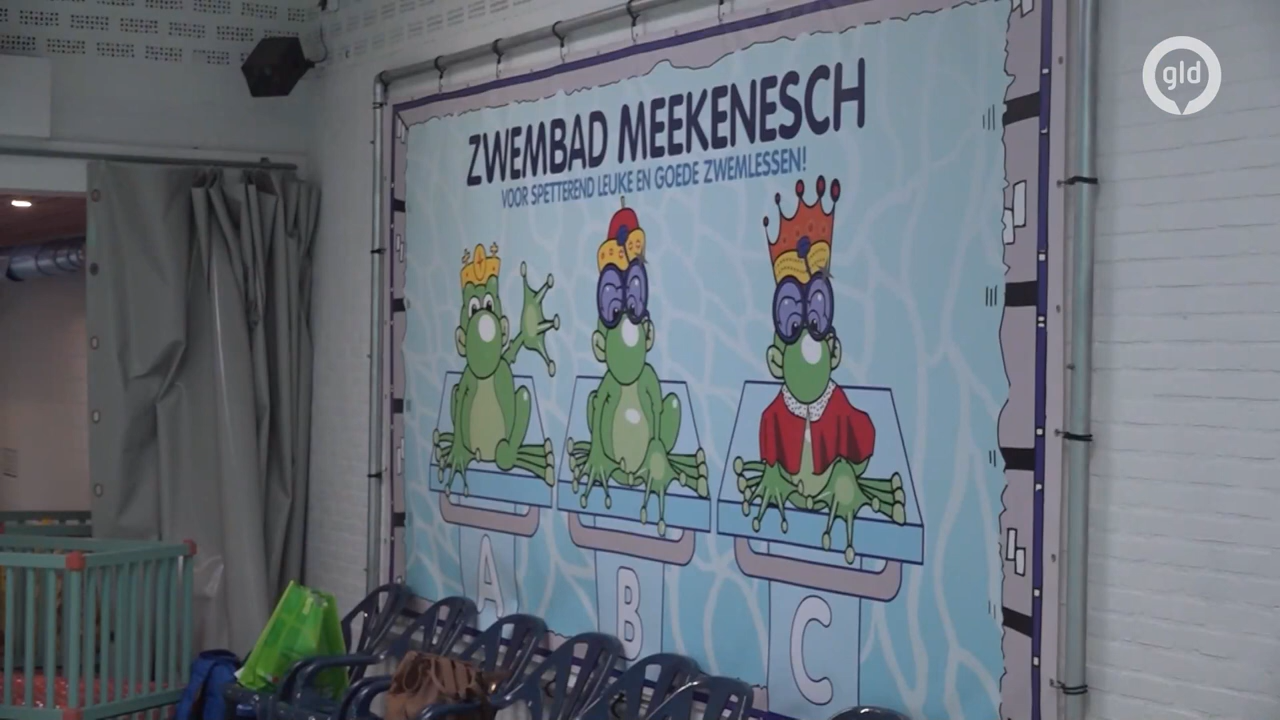 gld
ZWEMBAD MEEKENESCH
VOOR SPETTEREND LEUKE EN GOEDE ZWEMLESSEN!
A
B
C